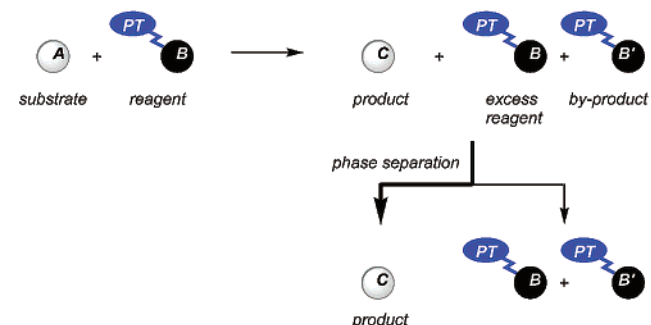 PT PT PT
A + B C + B + B'
substrate reagent product excess by-product
reagent
phase separation
PT PT
C B + B'
product